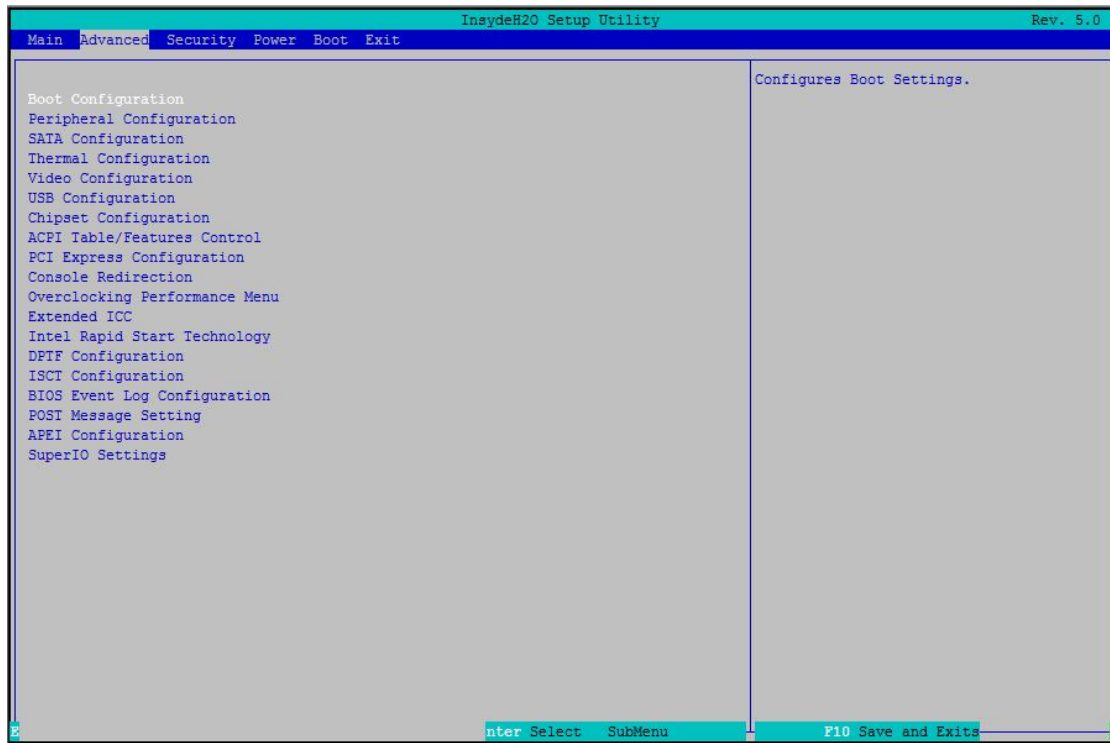 InsydeH2O Setup Utility Rev. 5.0
Main Advanced Security Power Boot Exit
Configures Boot Settings.
Boot Configuration
Peripheral Configuration
SATA Configuration
Thermal Configuration
Video Configuration
USB Configuration
Chipset Configuration
ACPI Table/Features Control
PCI Express Configuration
Console Redirection
Overclocking Performance Menu
Extended ICC
Intel Rapid Start Technology
DPTF Configuration
ISCT Configuration
BIOS Event Log Configuration
POST Message Setting
APEI Configuration
SuperIO Settings
E nter Select SubMenu F10 Save and Exits